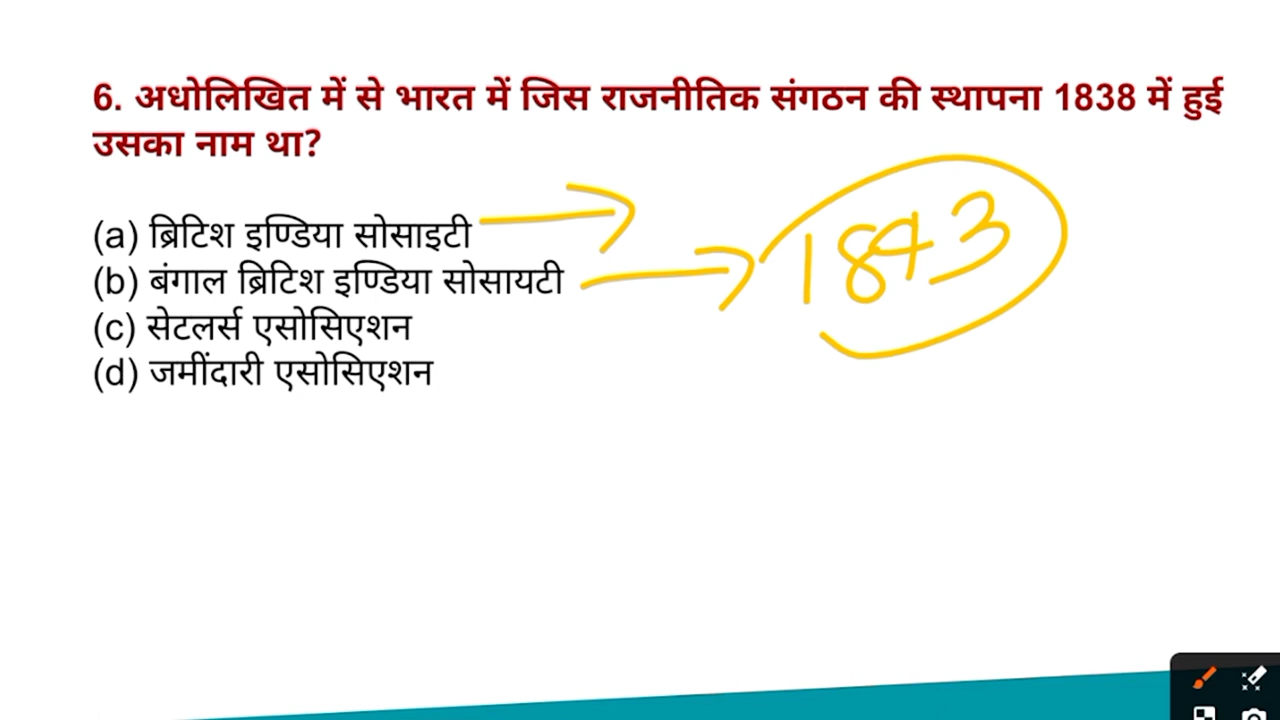 6. अधोलिखित में से भारत में जिस राजनीतिक संगठन की स्थापना 1838 में हुई
उसका नाम था?
(a) ब्रिटिश इण्डिया सोसाइटी
(b) बंगाल ब्रिटिश इण्डिया सोसायटी
1843
(c) सेटलर्स एसोसिएशन
(d) जमींदारी एसोसिएशन